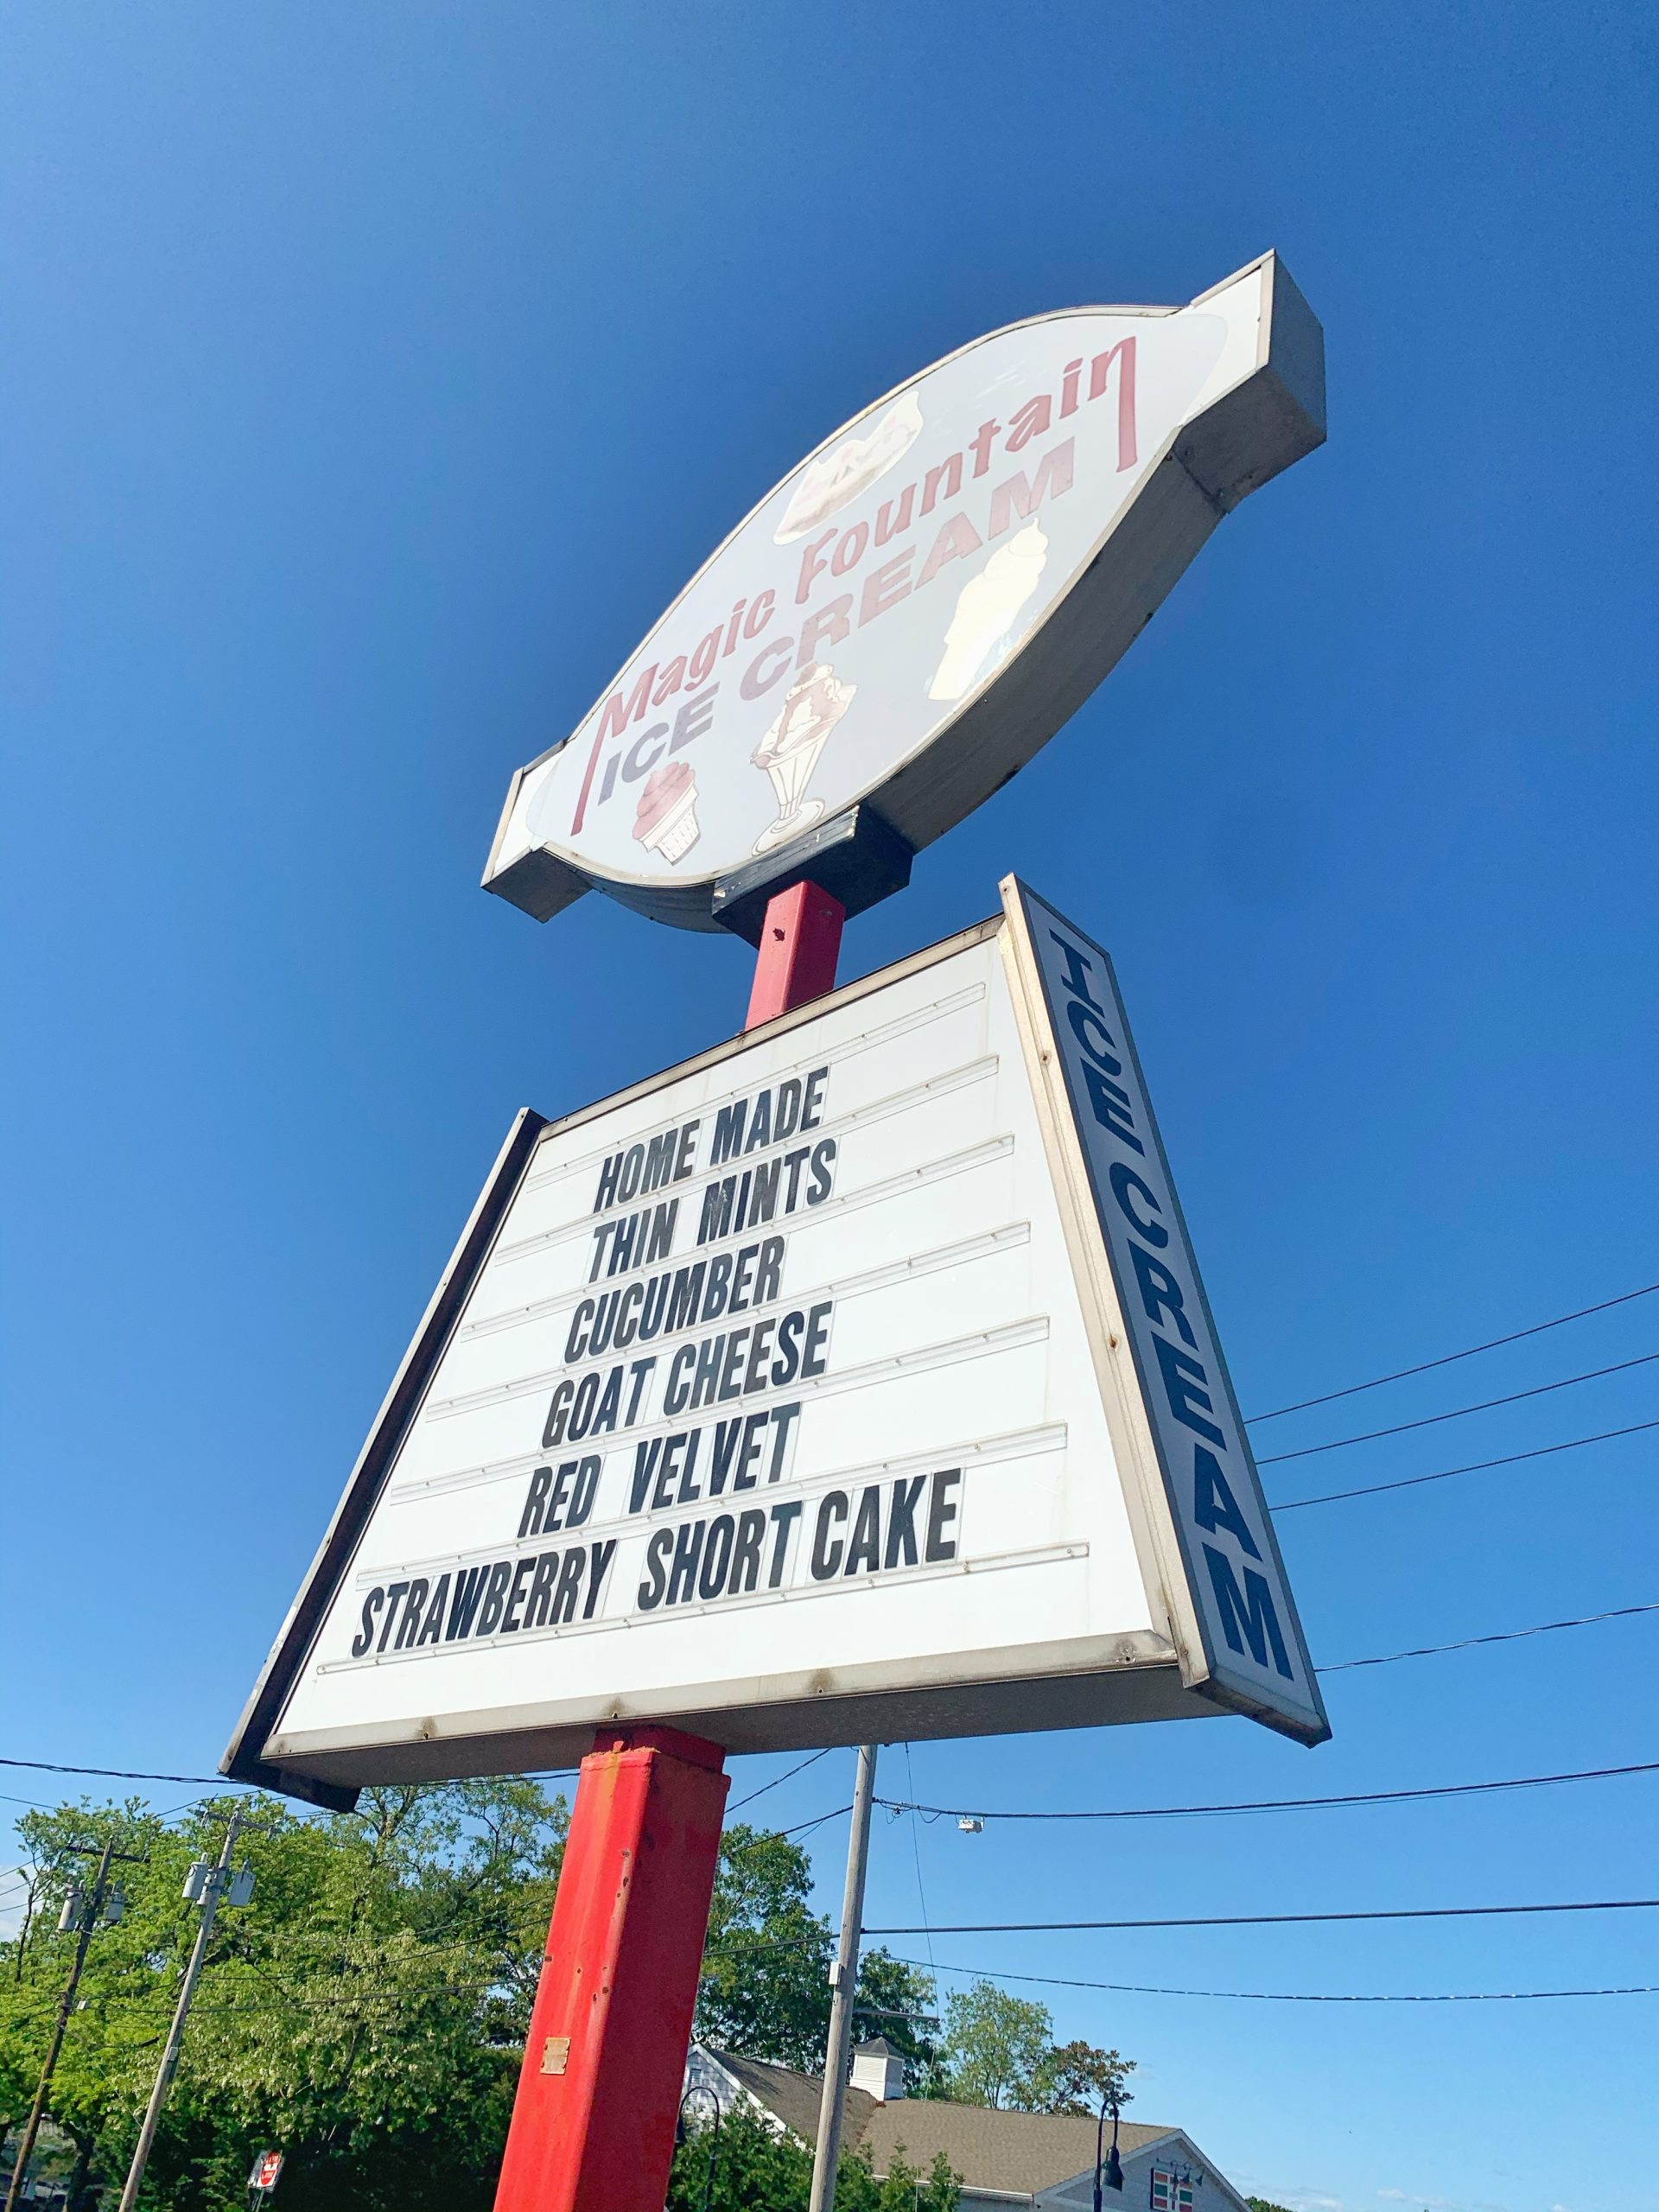 Magic Fountain
ICE CREAM
HOME MADE
THIN MINTS
CUCUMBER
GOAT CHEESE
RED VELVET
STRAWBERRY SHORT CAKE
ICE CREAM